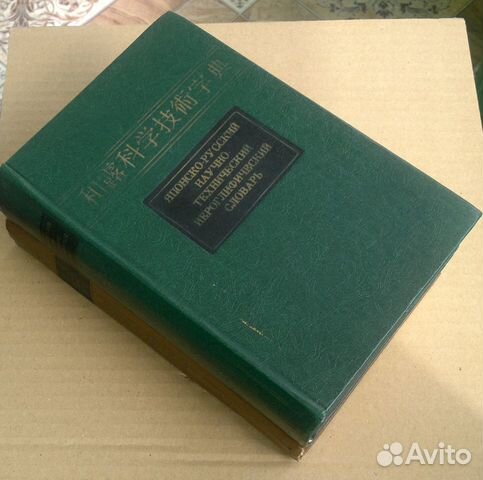 和露科学技術字典
ЯПОНСКО-РУССКИЙ
НАУЧНО
ТЕХНИЧЕСКИЙ
ИЕРОГЛИФИЧЕСКИЙ
СЛОВАРЬ
Avito